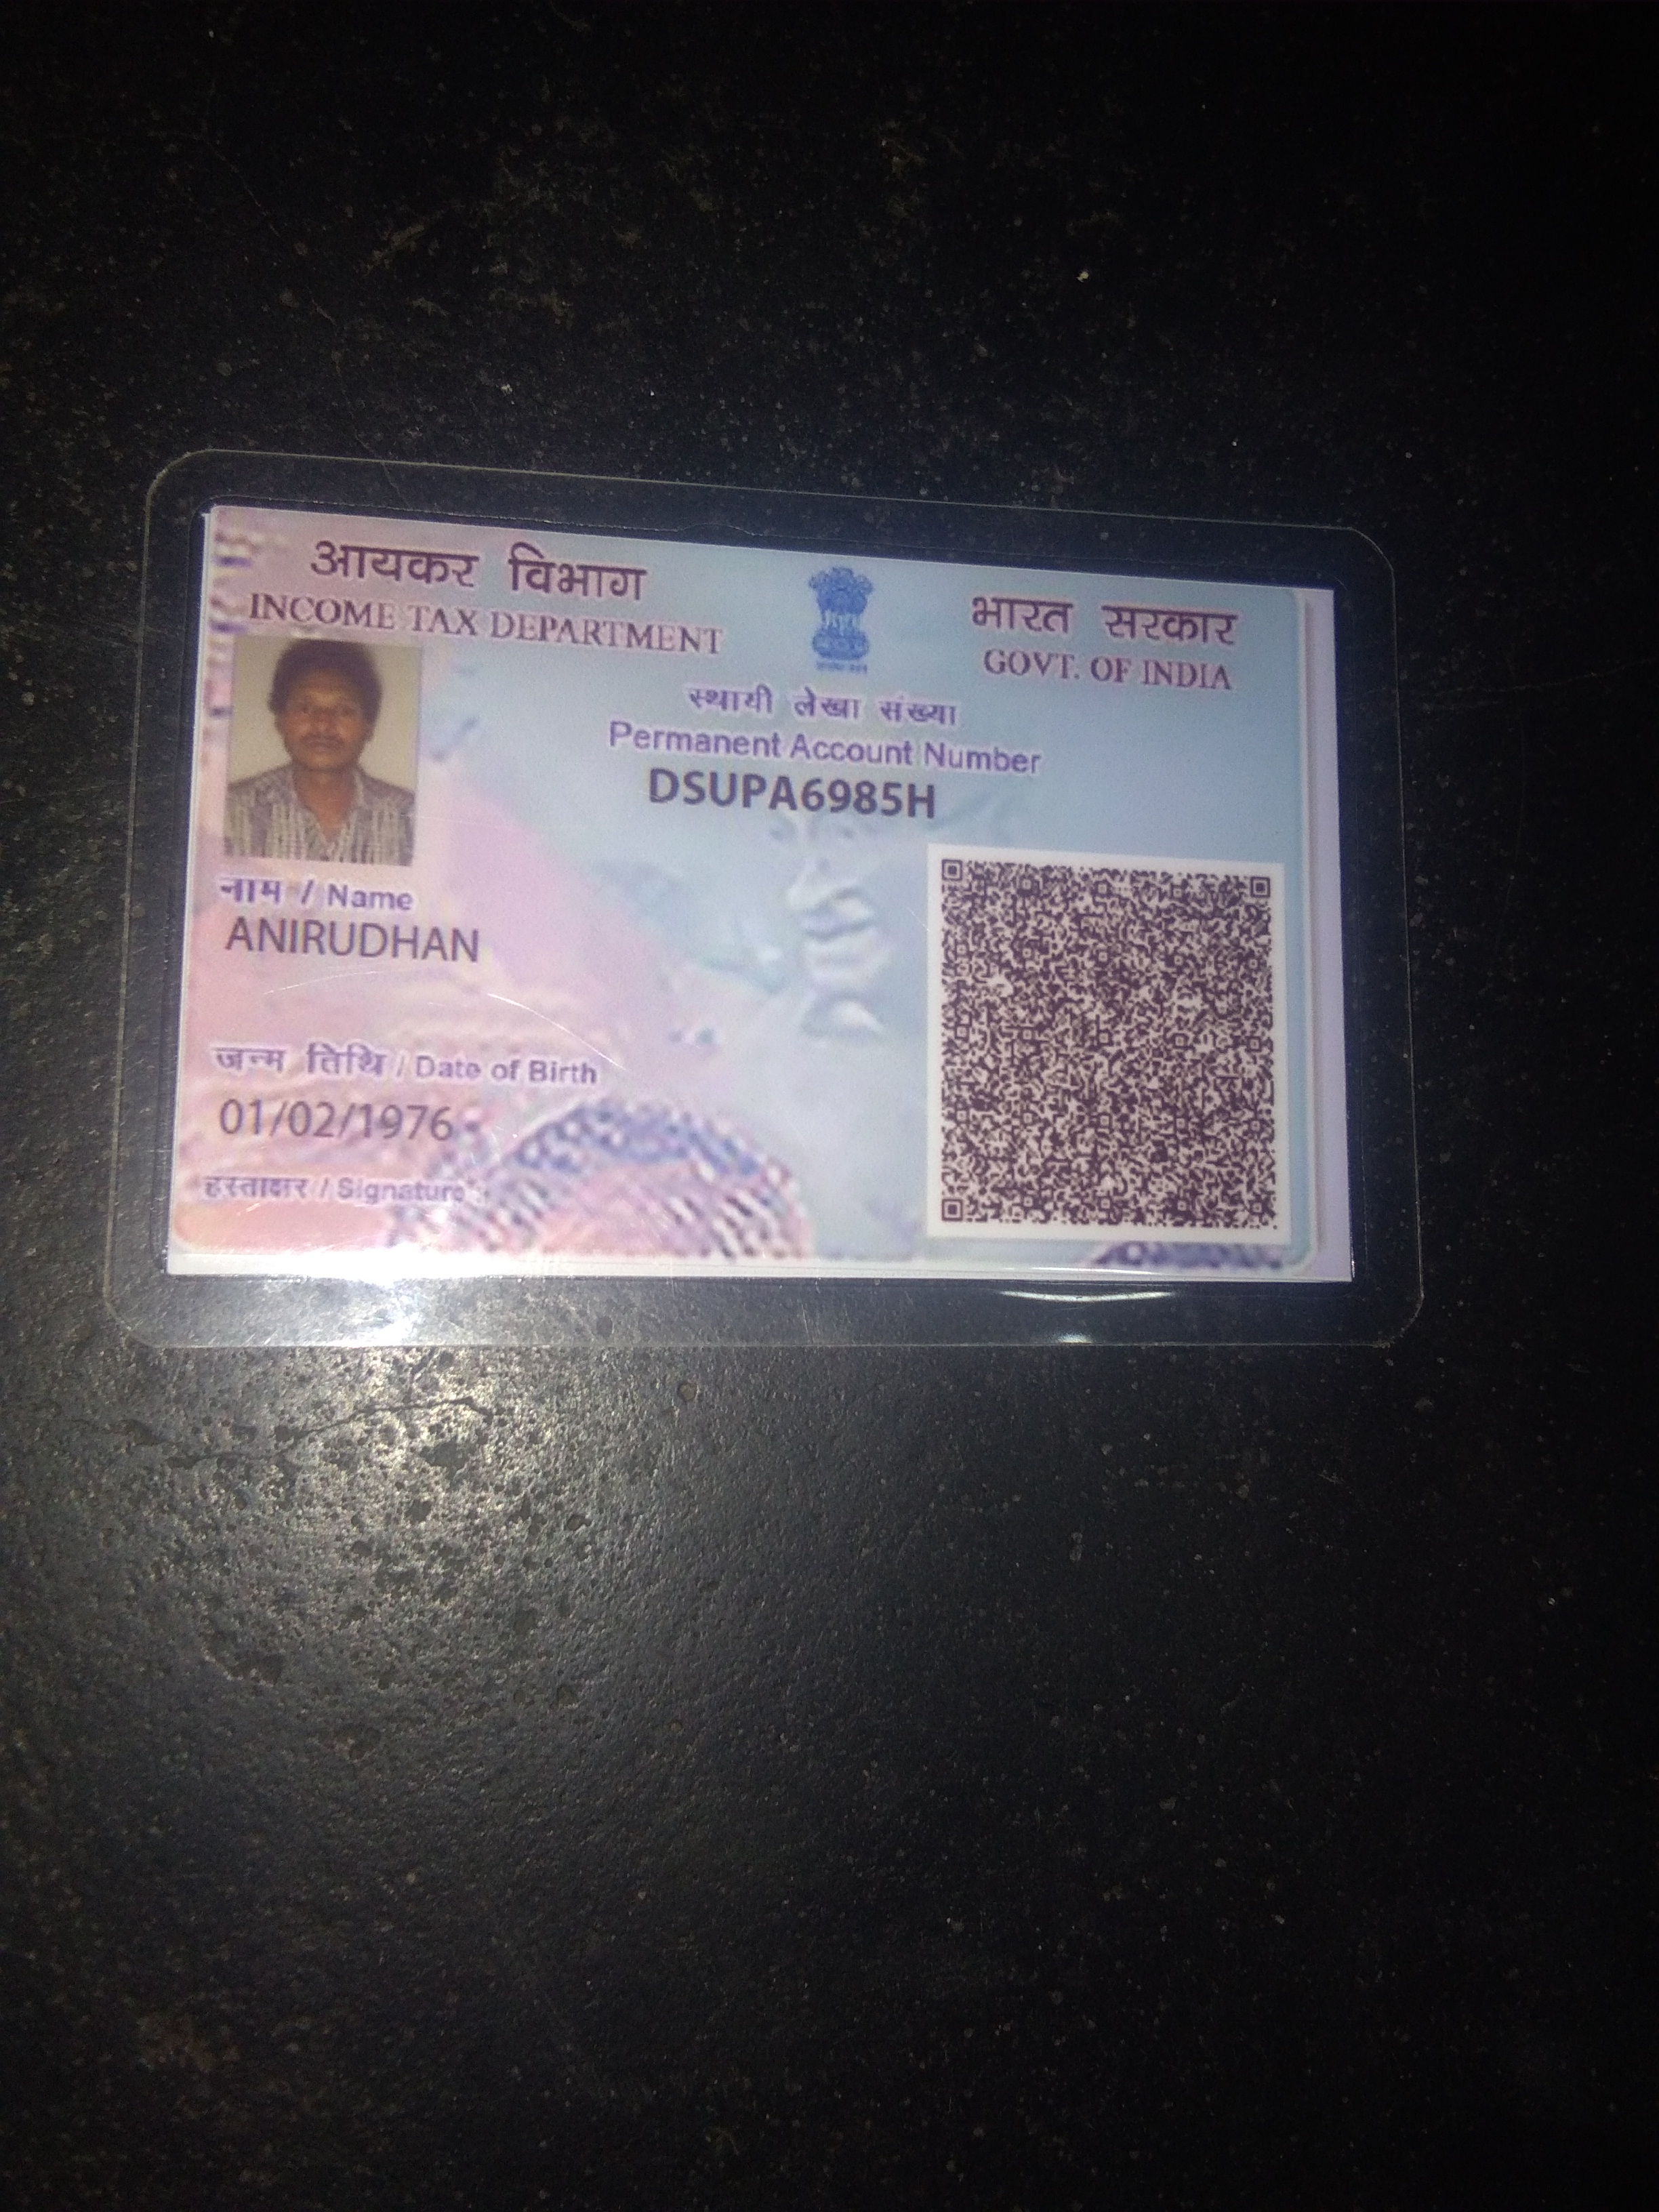 आयकर विभाग
INCOME TAX DEPARTMENT
भारत सरकार
GOVT. OF INDIA
स्थायी लेखा संख्या
Permanent Account Number
DSUPA6985H
नाम / Name
ANIRUDHAN
जन्म तिथि / Date of Birth
01/02/1976
हस्ताक्षर / Signature